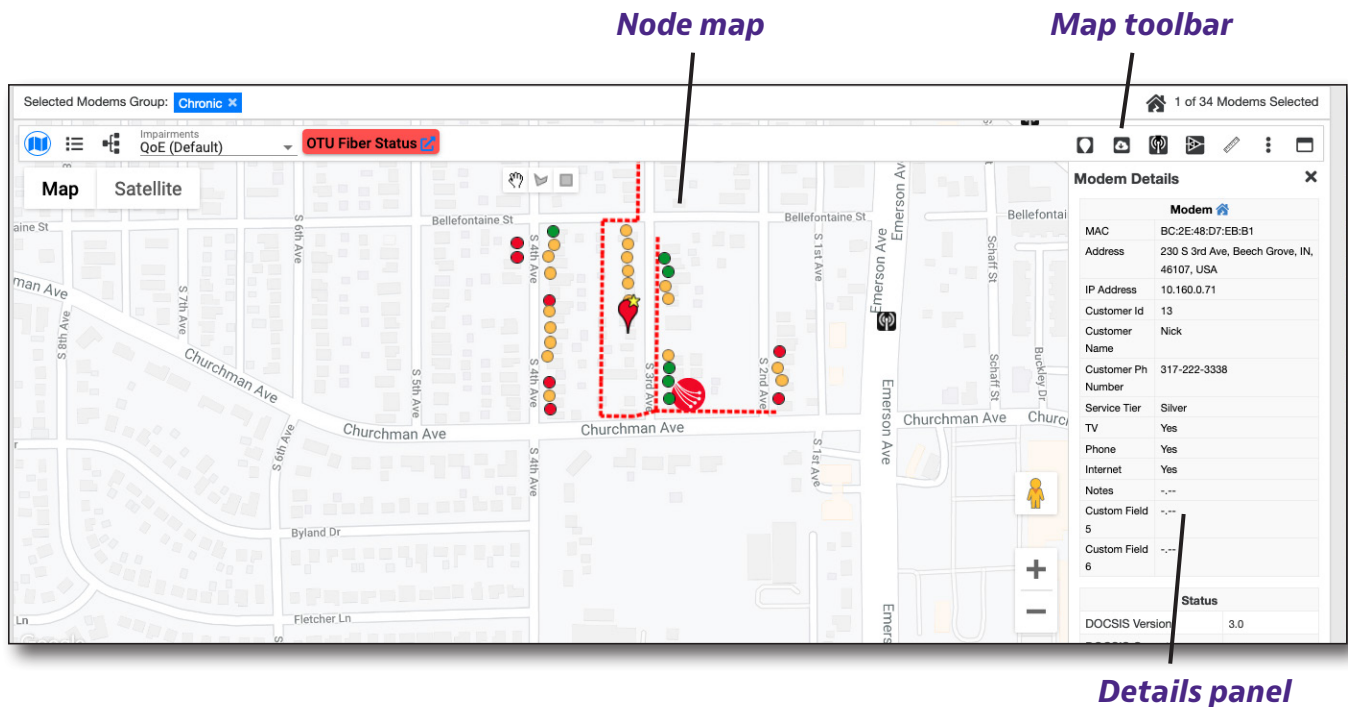 Node map
Map toolbar
Selected Modems Group: Chronic ×
1 of 34 Modems Selected
Impairments
QoE (Default)
OTU Fiber Status
Map
Satellite
Modem Details
Modem
MAC BC:2E:48:D7:EB:B1
Address 230 S 3rd Ave, Beech Grove, IN,
46107, USA
IP Address 10.160.0.71
Customer Id 13
Customer Nick
Name
Customer Ph 317-222-3338
Number
Service Tier Silver
TV Yes
Phone Yes
Internet Yes
Notes -.--
Custom Field -.--
5
Custom Field -.--
6
Status
DOCSIS Version 3.0
Bellefontaine St
Bellefontaine St
Bellefontai
aine St
man Ave
S 8th Ave
S 7th Ave
S 6th Ave
S 6th Ave
S 5th Ave
S 4th Ave
S 4th Ave
S 4th Ave
S 3rd Ave
S 2nd Ave
S 1st Ave
S 1st Ave
Emerson Av
Emerson Ave
Emerson Ave
Emers
Schaff St
Schaff St
Buckley Dr
Churchman Ave
Churchman Ave
Churchman Ave
Churchman Ave
Churc
Byland Dr
Fletcher Ln
Ln
+
−
Details panel